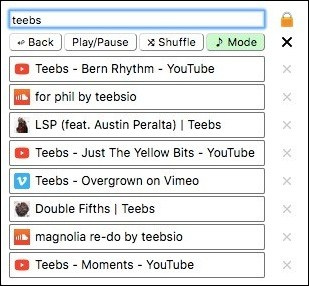 teebs
Back Play/Pause Shuffle Mode
Teebs - Bern Rhythm - YouTube
for phil by teebsio
LSP (feat. Austin Peralta) | Teebs
Teebs - Just The Yellow Bits - YouTube
Teebs - Overgrown on Vimeo
Double Fifths | Teebs
magnolia re-do by teebsio
Teebs - Moments - YouTube